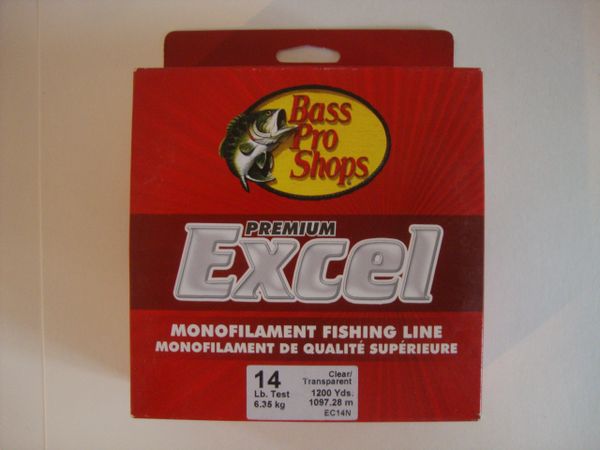 Bass
Pro
Shops
PREMIUM
Excel
MONOFILAMENT FISHING LINE
MONOFILAMENT DE QUALITÉ SUPÉRIEURE
14
Lb. Test
6.35 kg
Clear/
Transparent
1200 Yds.
1097.28 m
EC14N